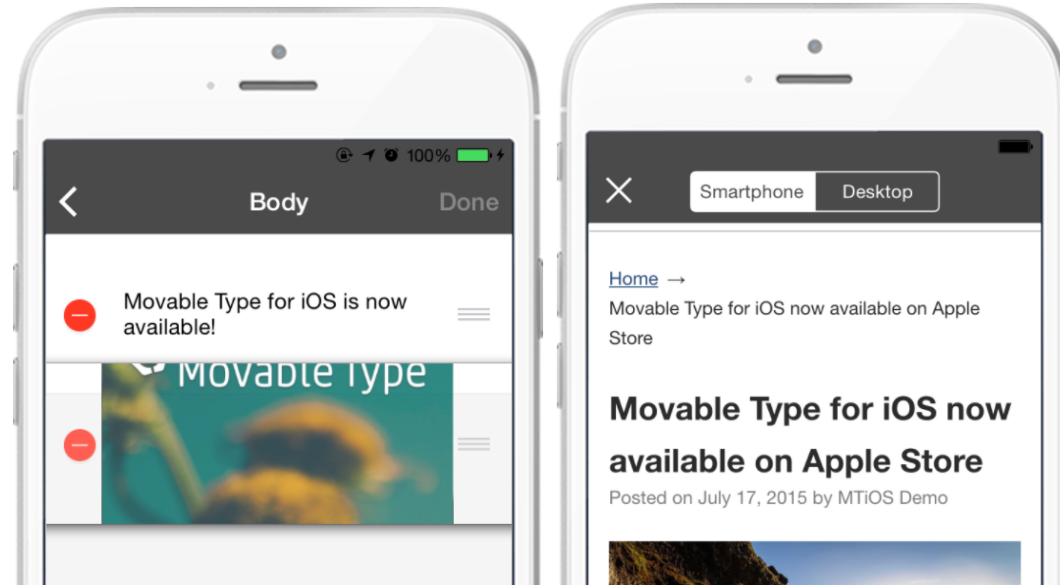 100%
Body
Done
Movable Type for iOS is now
available!
Movable Type
Smartphone
Desktop
Home →
Movable Type for iOS now available on Apple
Store
Movable Type for iOS now
available on Apple Store
Posted on July 17, 2015 by MTiOS Demo